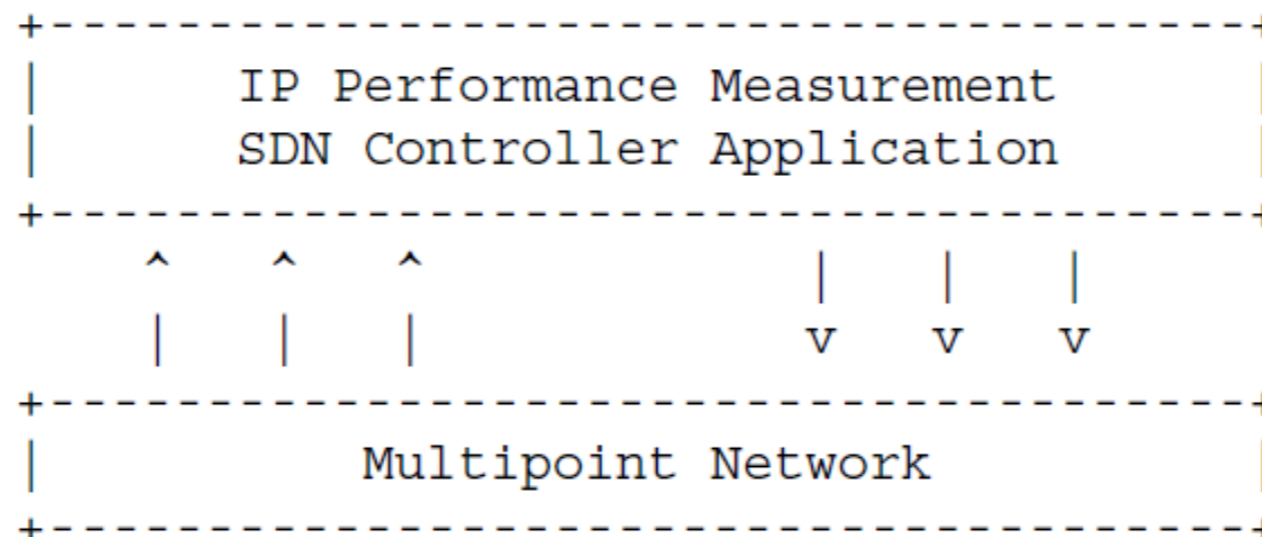 +---------------------------------------+
|      IP Performance Measurement       |
|      SDN Controller Application       |
+---------------------------------------+
    ^   ^   ^            |   |   |
    |   |   |            v   v   v
+---------------------------------------+
|          Multipoint Network           |
+---------------------------------------+